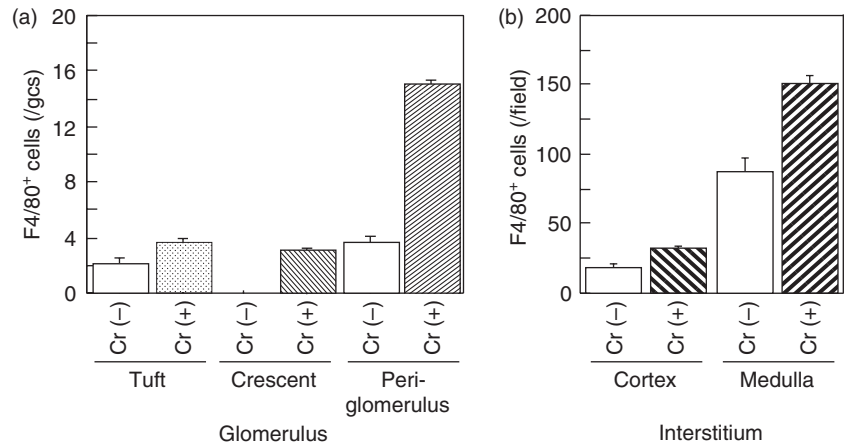 (a)
F4/80⁺ cells (/gcs)
20
16
12
8
4
0
Cr (−)
Cr (+)
Cr (−)
Cr (+)
Cr (−)
Cr (+)
Tuft
Crescent
Peri-
glomerulus
Glomerulus
(b)
F4/80⁺ cells (/field)
200
150
100
50
0
Cr (−)
Cr (+)
Cr (−)
Cr (+)
Cortex
Medulla
Interstitium